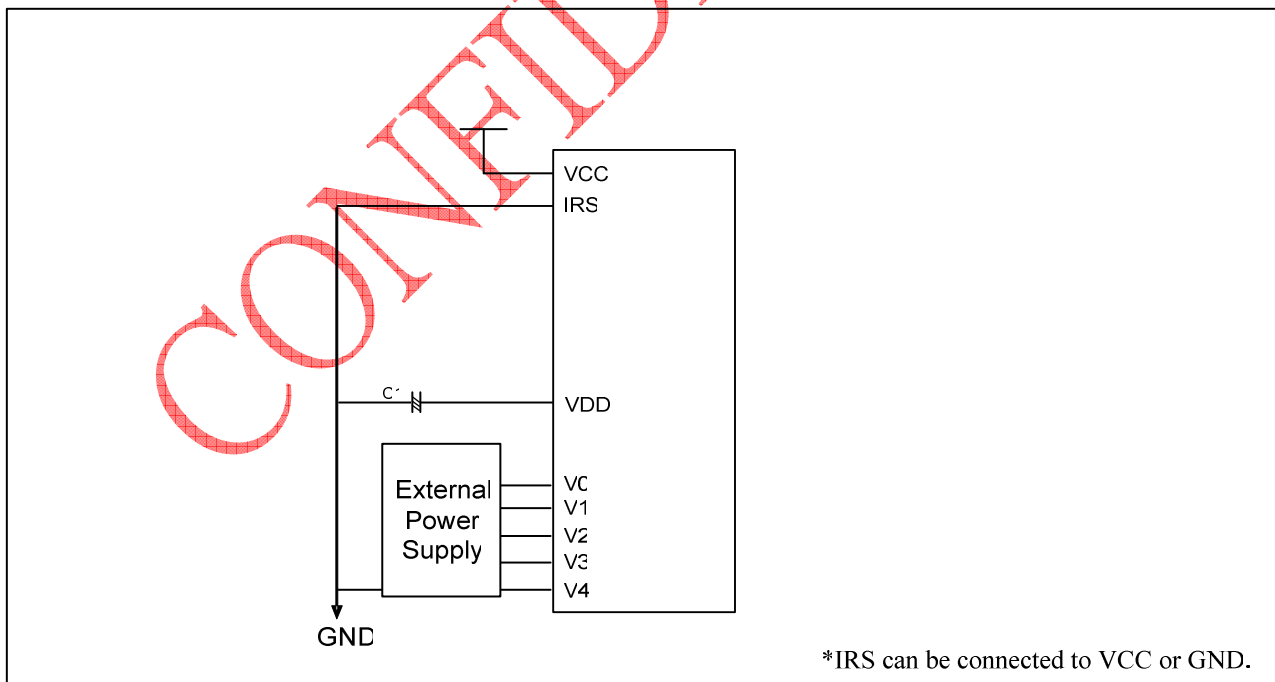 CONFID
VCC
IRS
C1
VDD
External
Power
Supply
V0
V1
V2
V3
V4
GND
*IRS can be connected to VCC or GND.